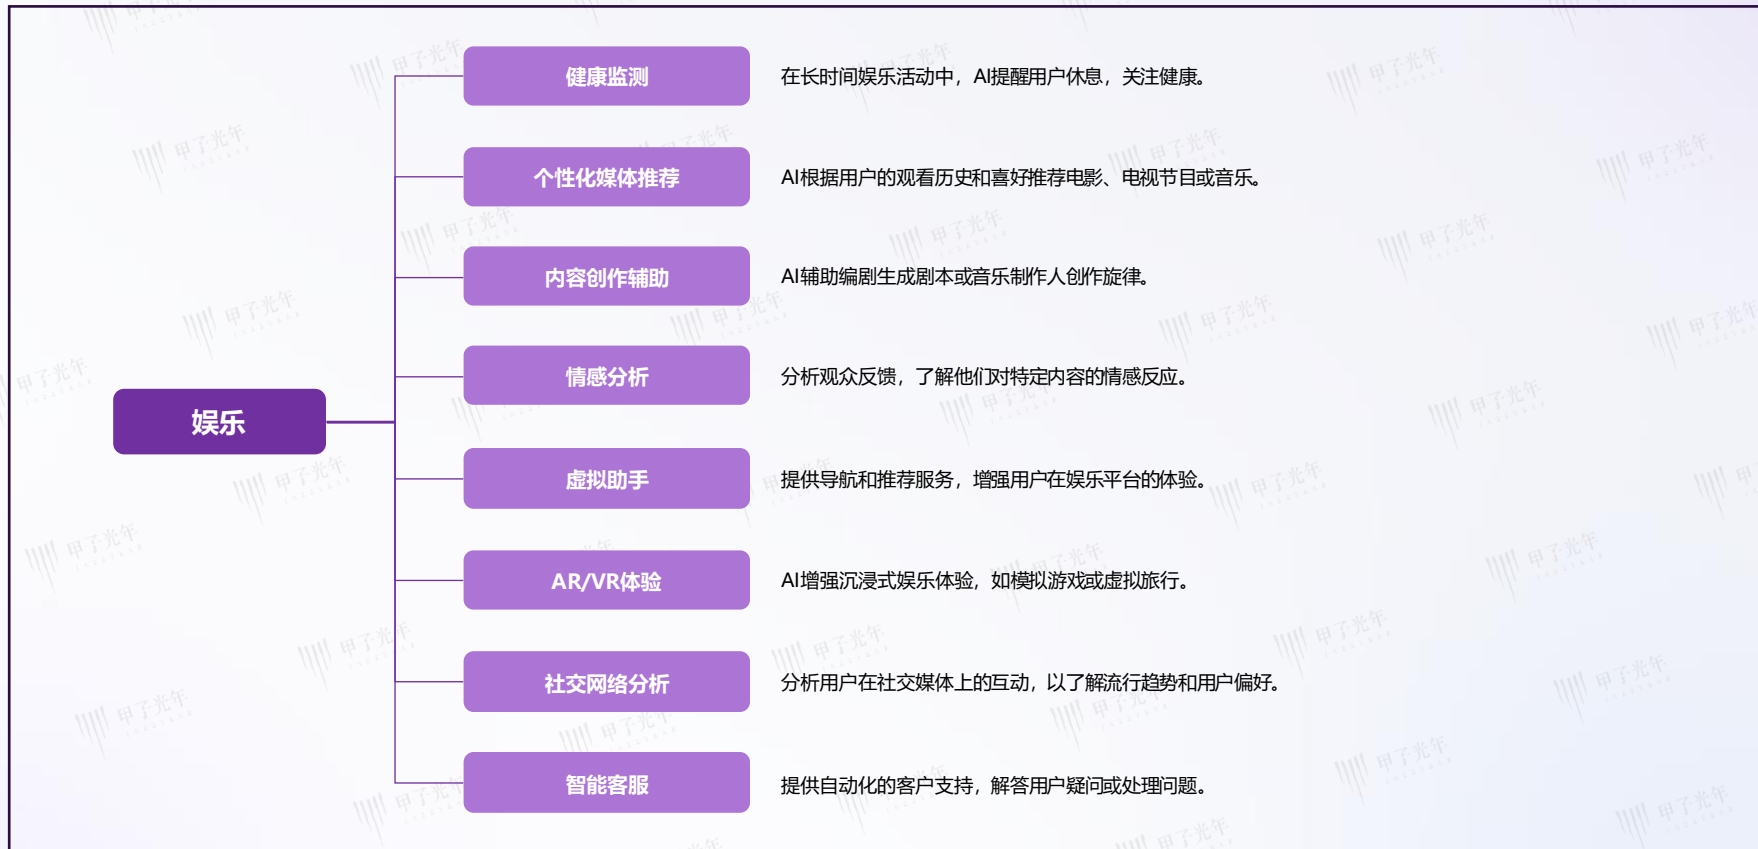 娱乐
健康监测
在长时间娱乐活动中，AI提醒用户休息，关注健康。
个性化媒体推荐
AI根据用户的观看历史和喜好推荐电影、电视节目或音乐。
内容创作辅助
AI辅助编剧生成剧本或音乐制作人创作旋律。
情感分析
分析观众反馈，了解他们对特定内容的情感反应。
虚拟助手
提供导航和推荐服务，增强用户在娱乐平台的体验。
AR/VR体验
AI增强沉浸式娱乐体验，如模拟游戏或虚拟旅行。
社交网络分析
分析用户在社交媒体上的互动，以了解流行趋势和用户偏好。
智能客服
提供自动化的客户支持，解答用户疑问或处理问题。
甲子光年